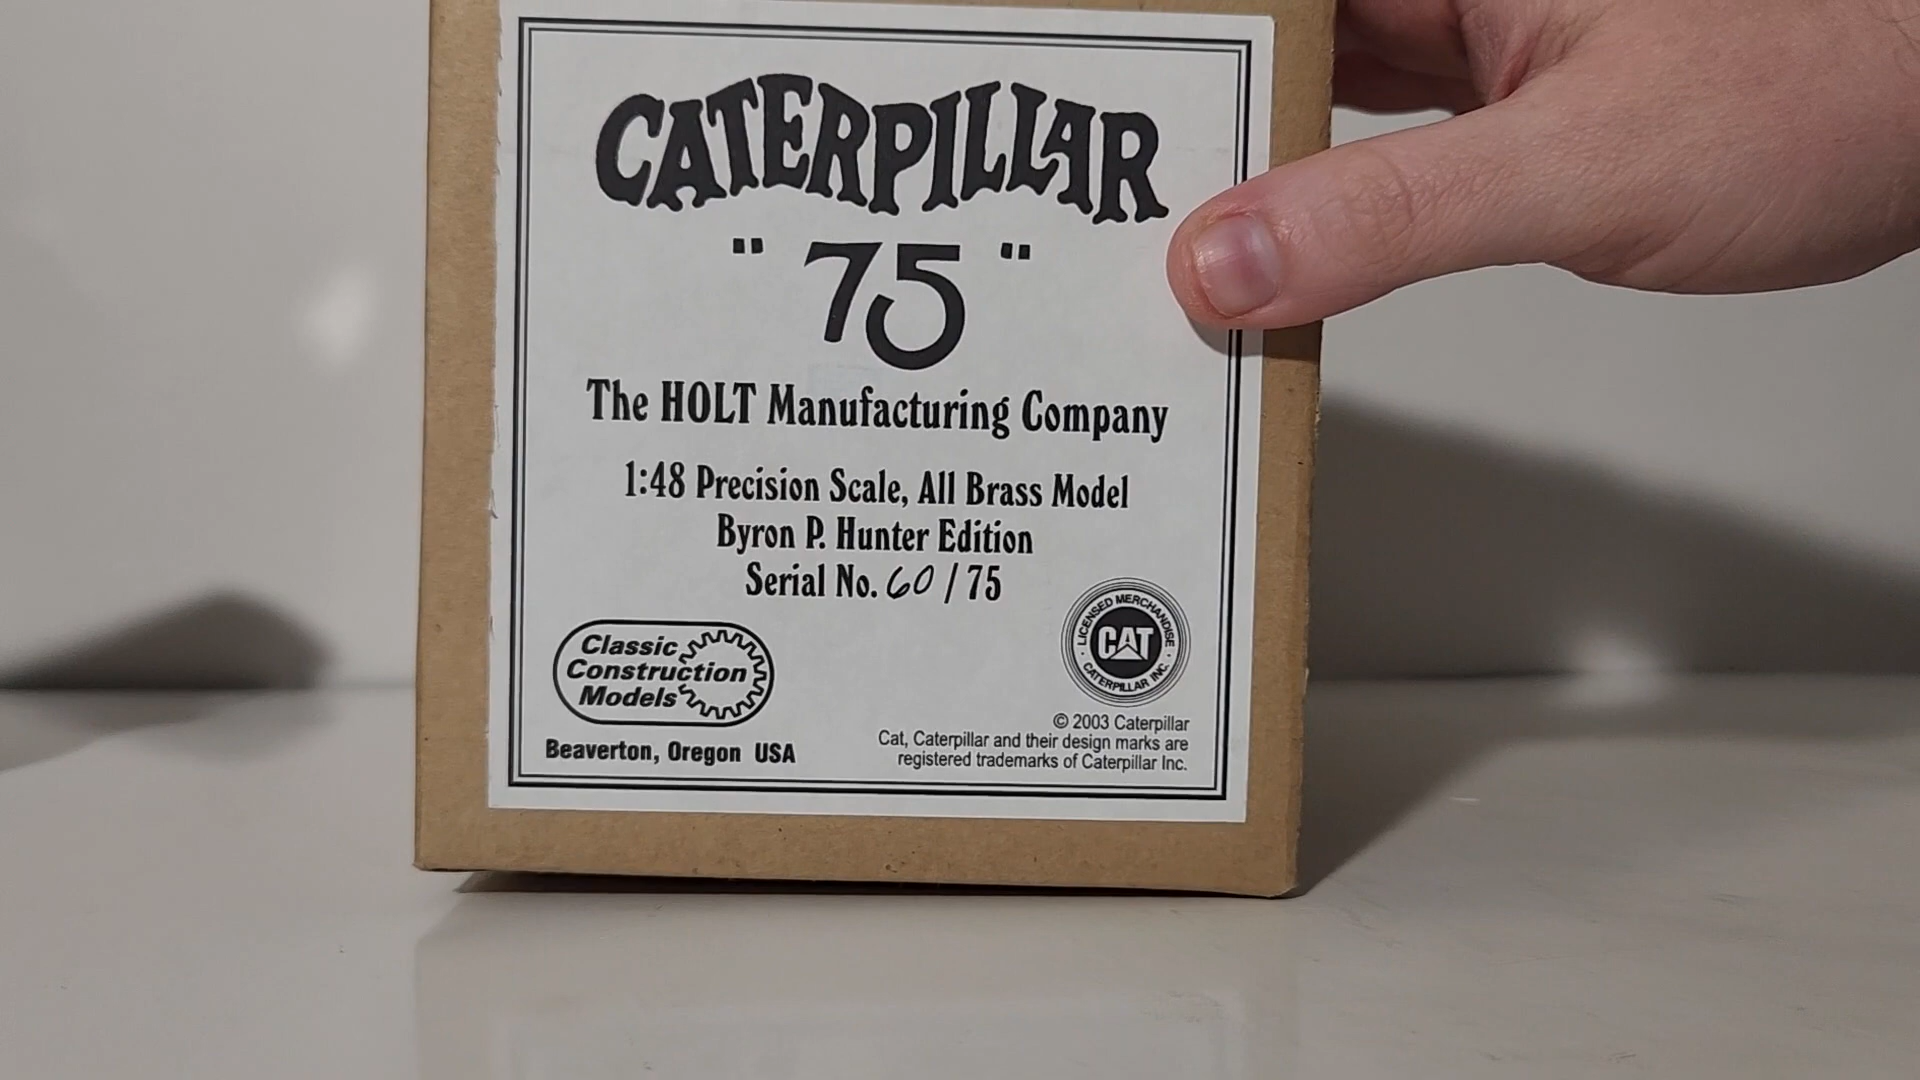 CATERPILLAR
"75"
The HOLT Manufacturing Company
1:48 Precision Scale, All Brass Model
Byron P. Hunter Edition
Serial No. 60 / 75
Classic
Construction
Models
Beaverton, Oregon USA
LICENSED MERCHANDISE
CAT
CATERPILLAR INC.
© 2003 Caterpillar
Cat, Caterpillar and their design marks are
registered trademarks of Caterpillar Inc.